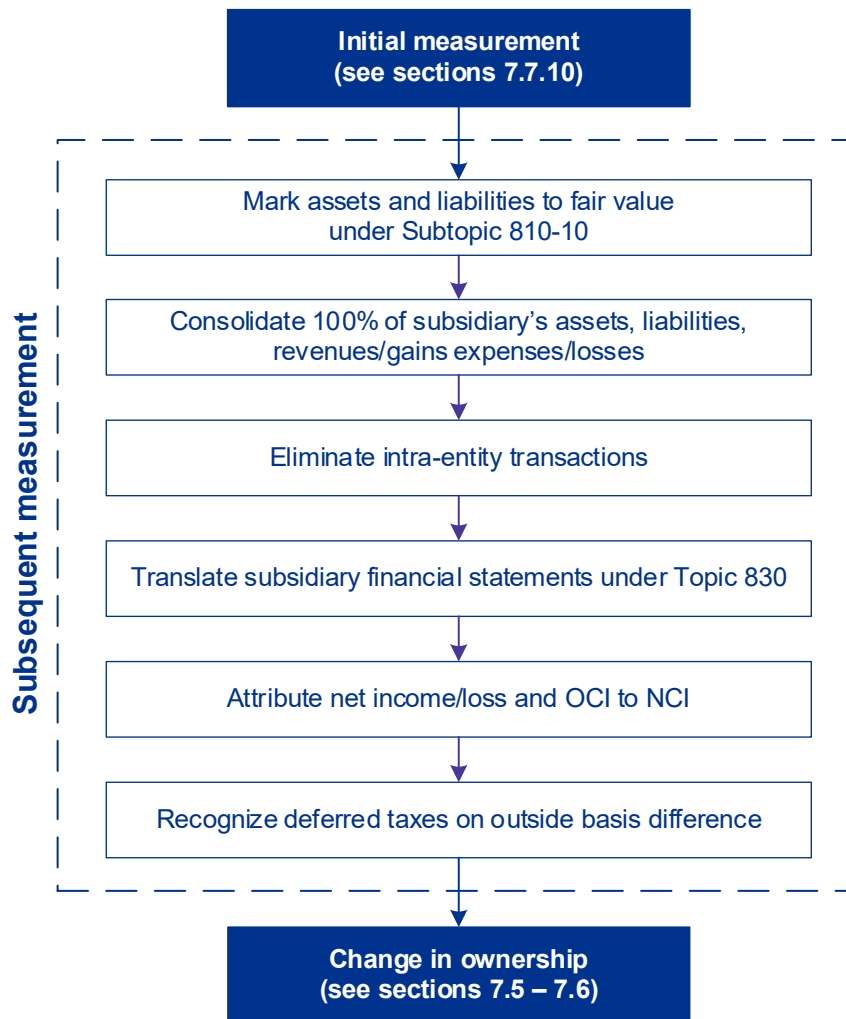 Initial measurement
(see sections 7.7.10)
Subsequent measurement
Mark assets and liabilities to fair value
under Subtopic 810-10
Consolidate 100% of subsidiary’s assets, liabilities,
revenues/gains expenses/losses
Eliminate intra-entity transactions
Translate subsidiary financial statements under Topic 830
Attribute net income/loss and OCI to NCI
Recognize deferred taxes on outside basis difference
Change in ownership
(see sections 7.5 – 7.6)